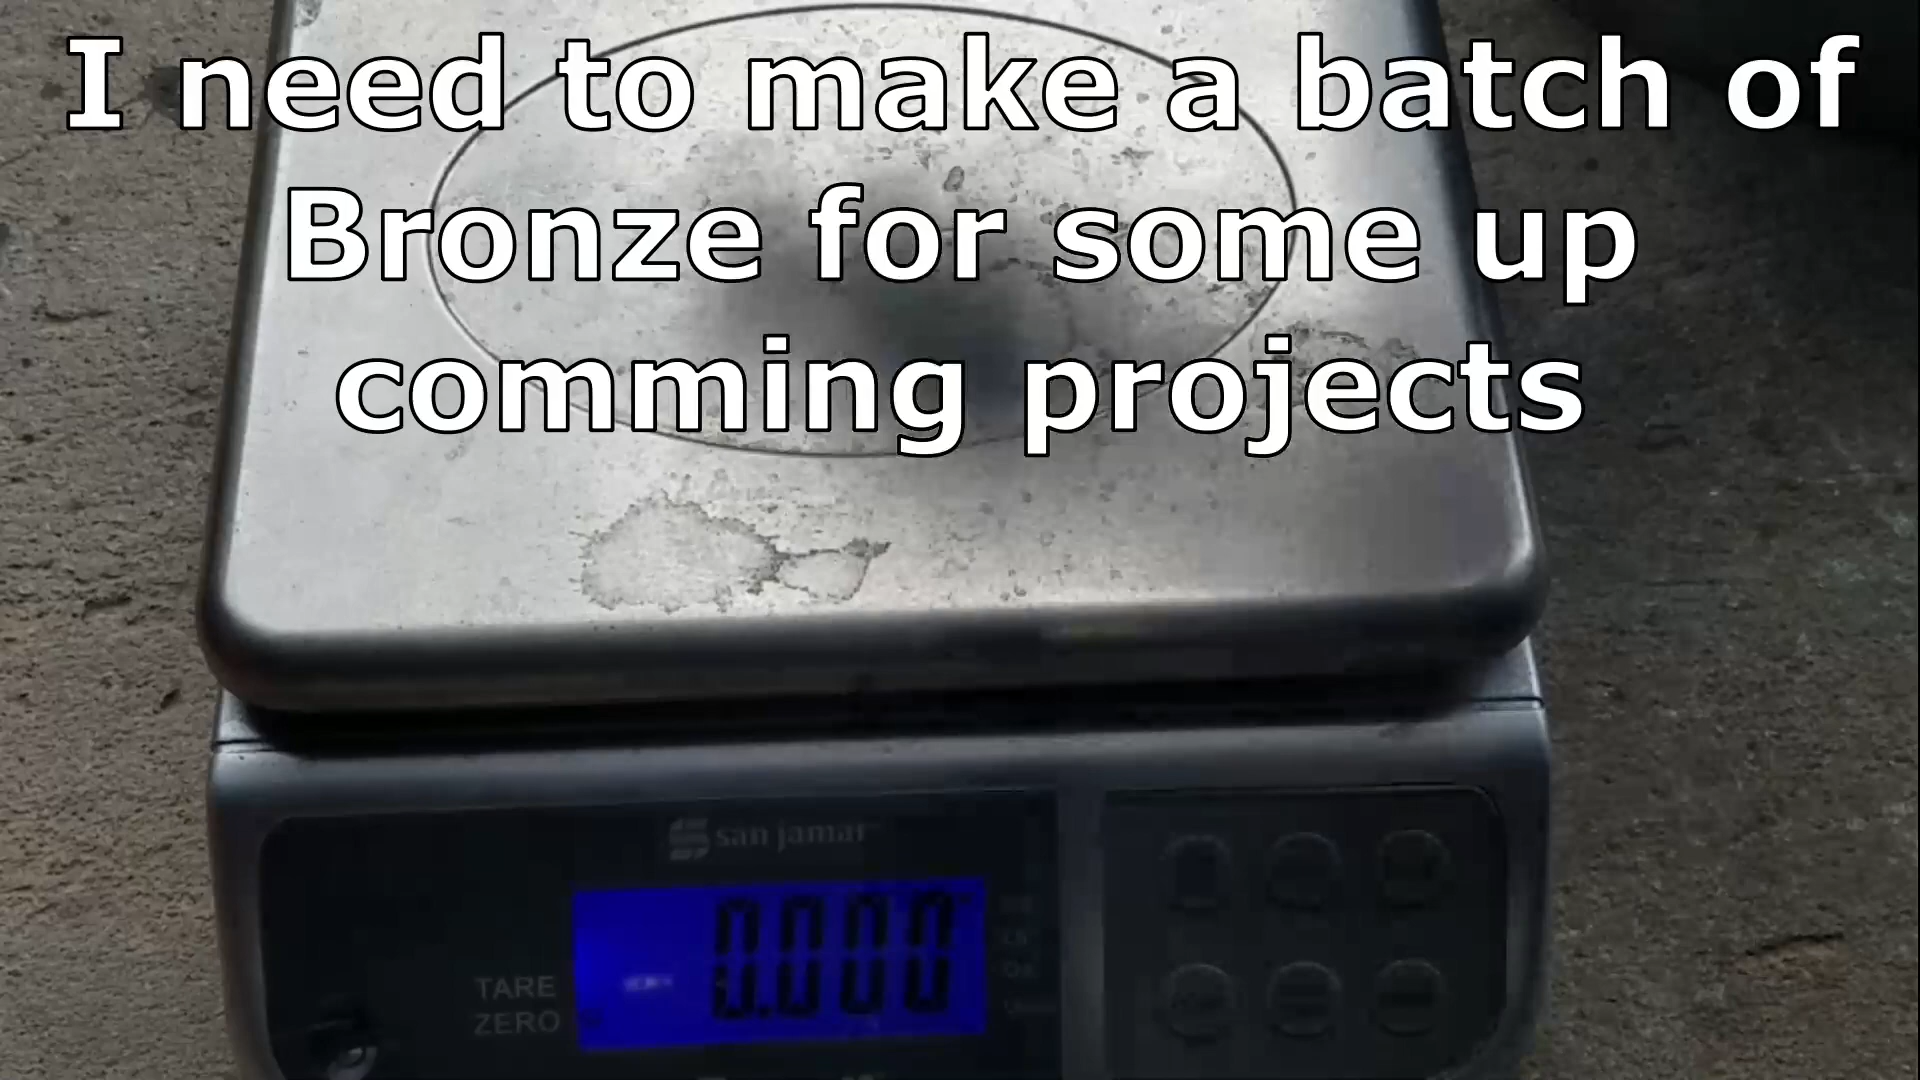 I need to make a batch of
Bronze for some up
comming projects
san jamar
0.000
TARE
ZERO